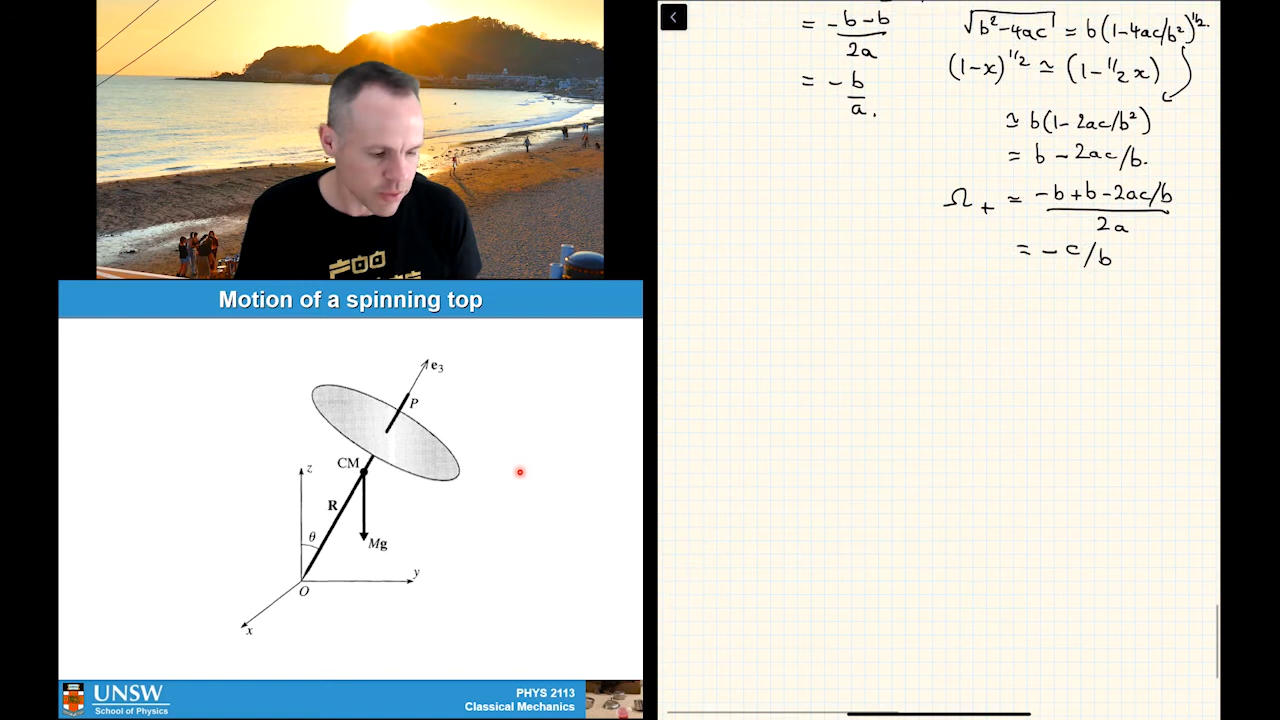 = -b-b / 2a
= -b / a.
√b²-4ac = b(1-4ac/b²)^1/2.
(1-x)^1/2 ≃ (1-1/2 x)
≃ b(1-2ac/b²)
= b - 2ac/b.
Ω+ ≃ -b+b-2ac/b / 2a
= -c/b
Motion of a spinning top
e₃
P
CM
z
R
θ
Mg
y
O
x
UNSW
School of Physics
PHYS 2113
Classical Mechanics